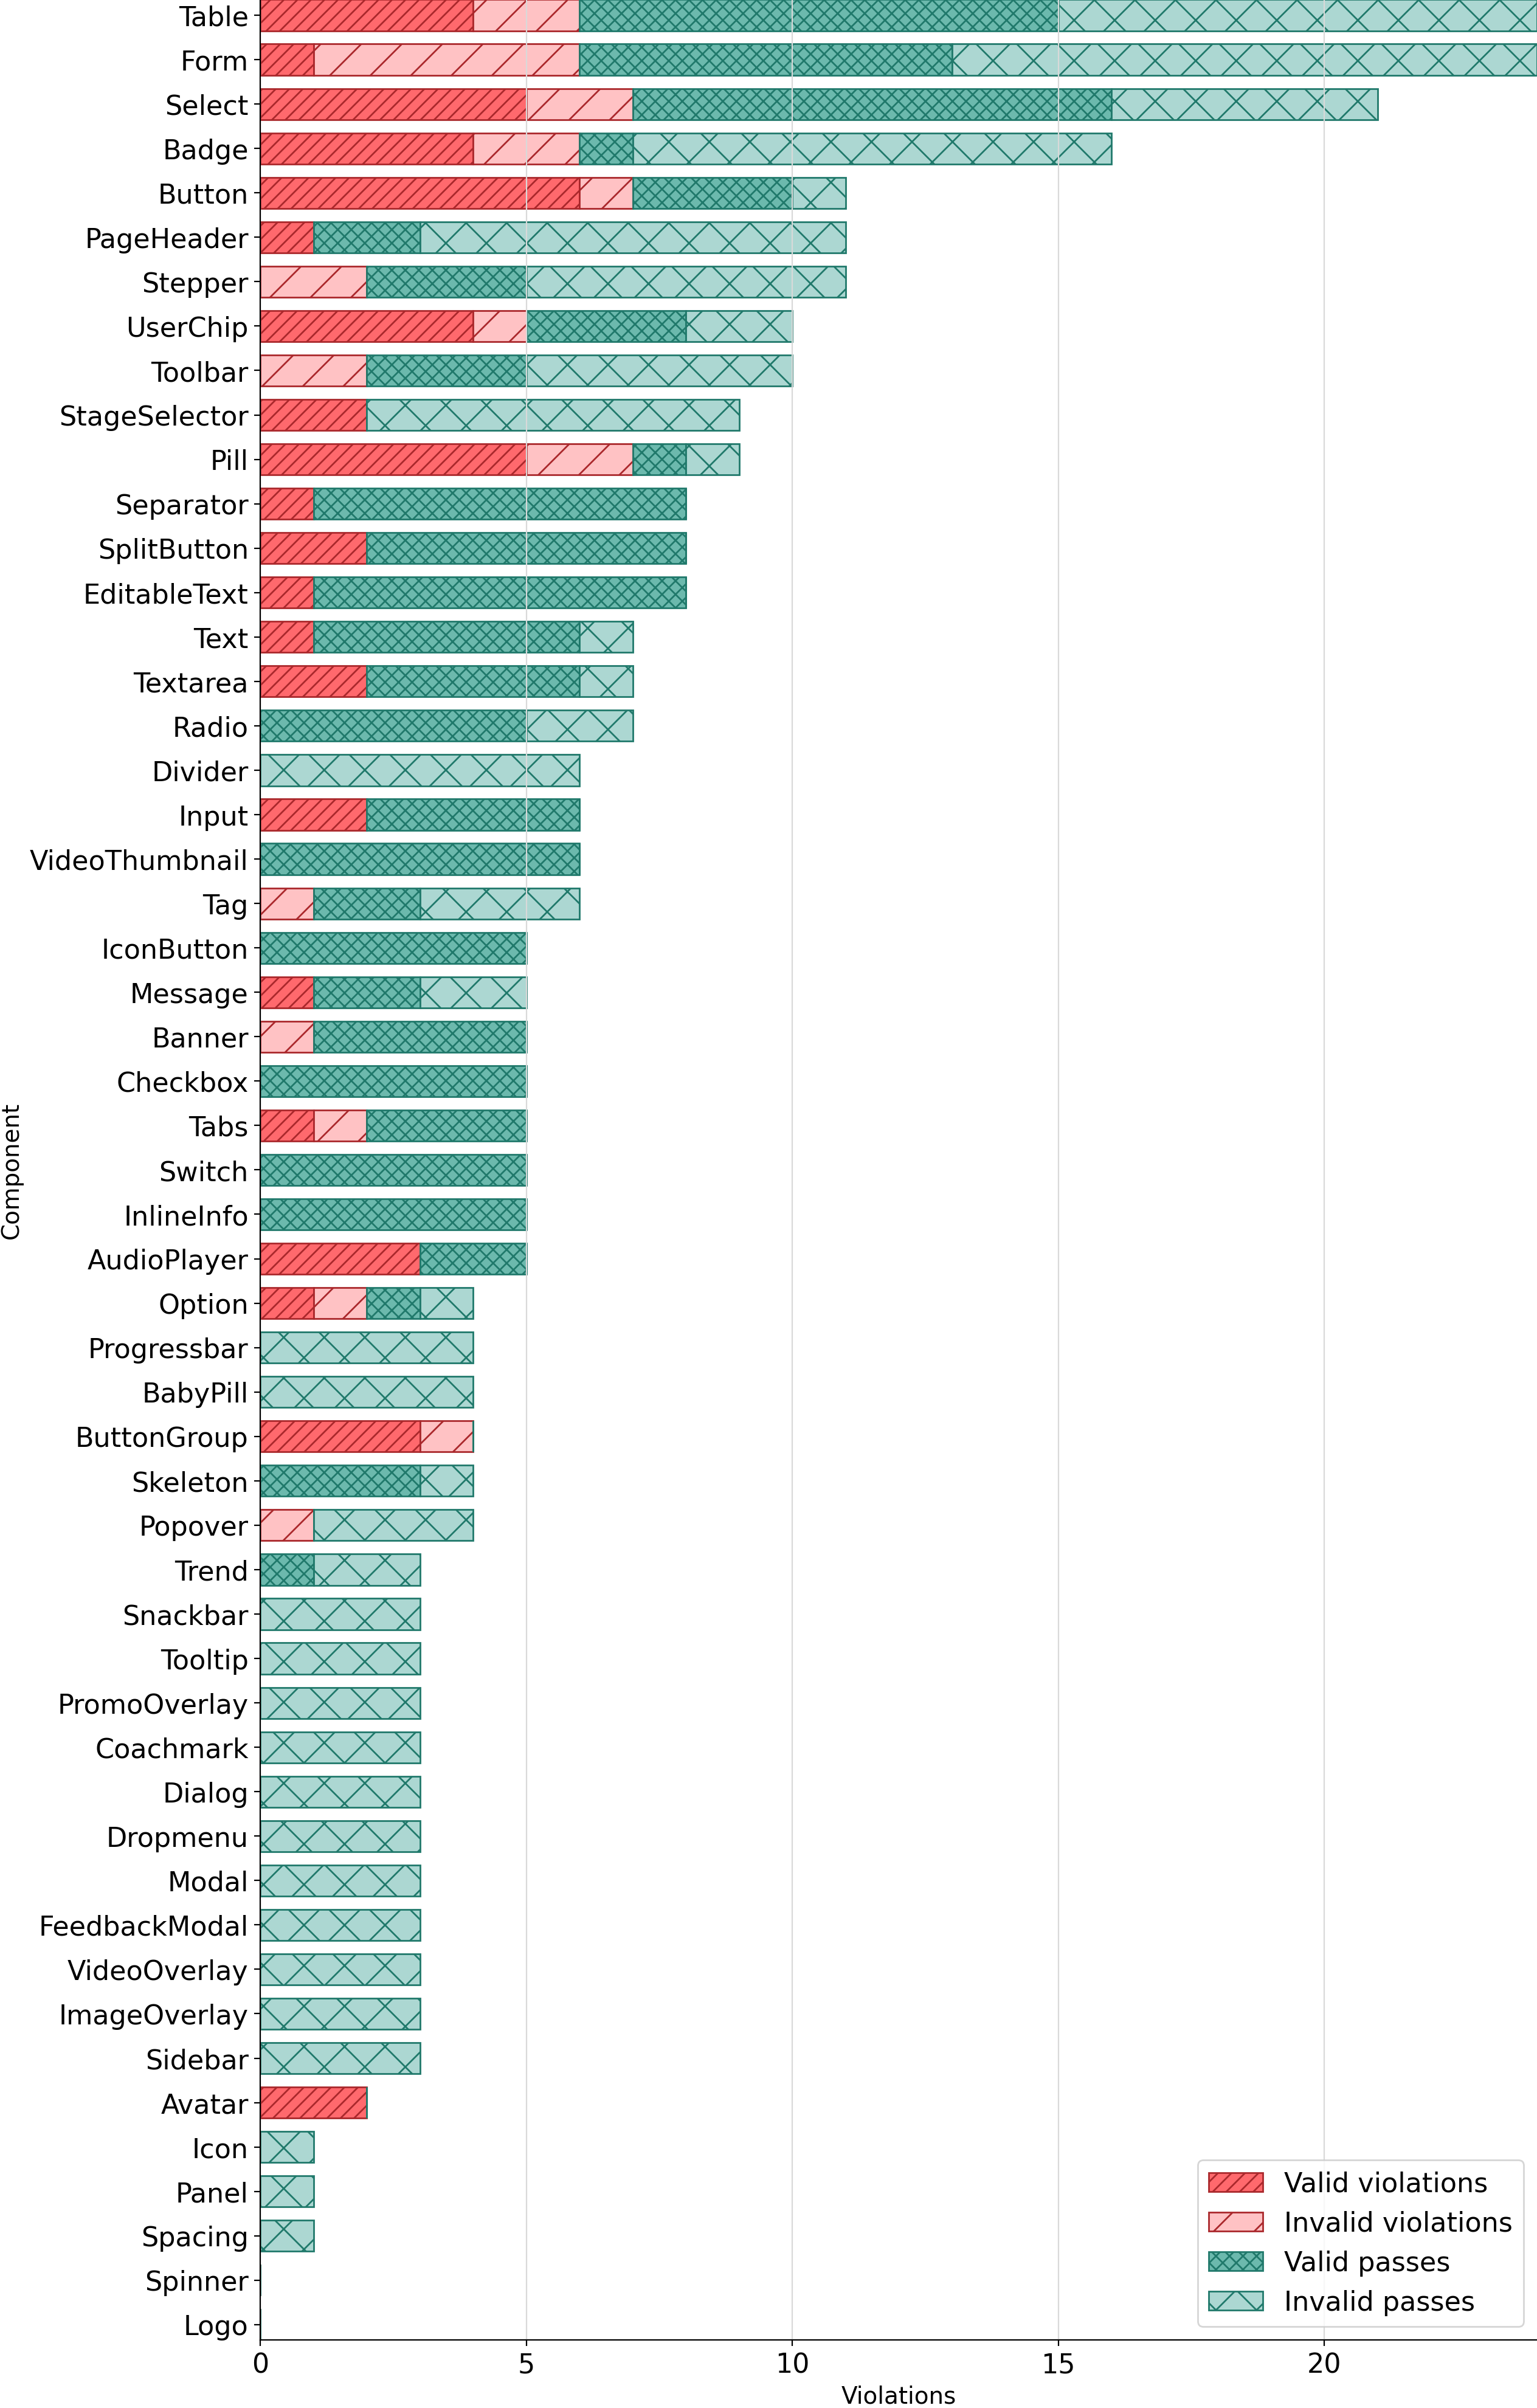 Table
Form
Select
Badge
Button
PageHeader
Stepper
UserChip
Toolbar
StageSelector
Pill
Separator
SplitButton
EditableText
Text
Textarea
Radio
Divider
Input
VideoThumbnail
Tag
IconButton
Message
Banner
Checkbox
Tabs
Switch
InlineInfo
AudioPlayer
Option
Progressbar
BabyPill
ButtonGroup
Skeleton
Popover
Trend
Snackbar
Tooltip
PromoOverlay
Coachmark
Dialog
Dropmenu
Modal
FeedbackModal
VideoOverlay
ImageOverlay
Sidebar
Avatar
Icon
Panel
Spacing
Spinner
Logo
Component
Valid violations
Invalid violations
Valid passes
Invalid passes
0 5 10 15 20
Violations